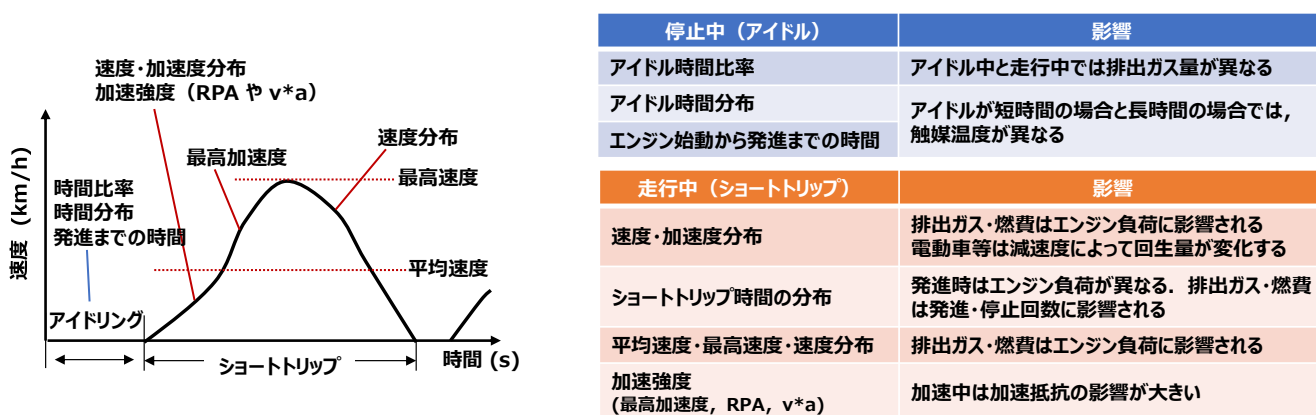 速度・加速度分布
加速強度（RPA や v*a）
速度分布
最高加速度
最高速度
時間比率
時間分布
発進までの時間
平均速度
速度（km/h）
アイドリング
時間 (s)
ショートトリップ
停止中（アイドル）
影響
アイドル時間比率
アイドル中と走行中では排出ガス量が異なる
アイドル時間分布
アイドルが短時間の場合と長時間の場合では,
触媒温度が異なる
エンジン始動から発進までの時間
走行中（ショートトリップ）
影響
速度・加速度分布
排出ガス・燃費はエンジン負荷に影響される
電動車等は減速度によって回生量が変化する
ショートトリップ時間の分布
発進時はエンジン負荷が異なる．排出ガス・燃費
は発進・停止回数に影響される
平均速度・最高速度・速度分布
排出ガス・燃費はエンジン負荷に影響される
加速強度
(最高加速度, RPA, v*a)
加速中は加速抵抗の影響が大きい